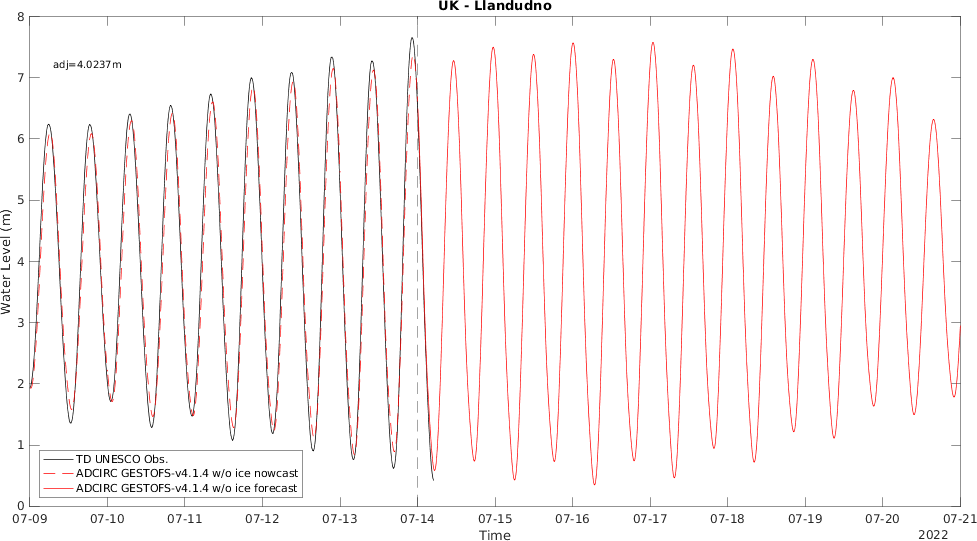 UK - Llandudno
8
adj=4.0237m
7
6
5
4
3
2
1
0
Water Level (m)
TD UNESCO Obs.
ADCIRC GESTOFS-v4.1.4 w/o ice nowcast
ADCIRC GESTOFS-v4.1.4 w/o ice forecast
07-09 07-10 07-11 07-12 07-13 07-14 07-15 07-16 07-17 07-18 07-19 07-20 07-21
Time
2022